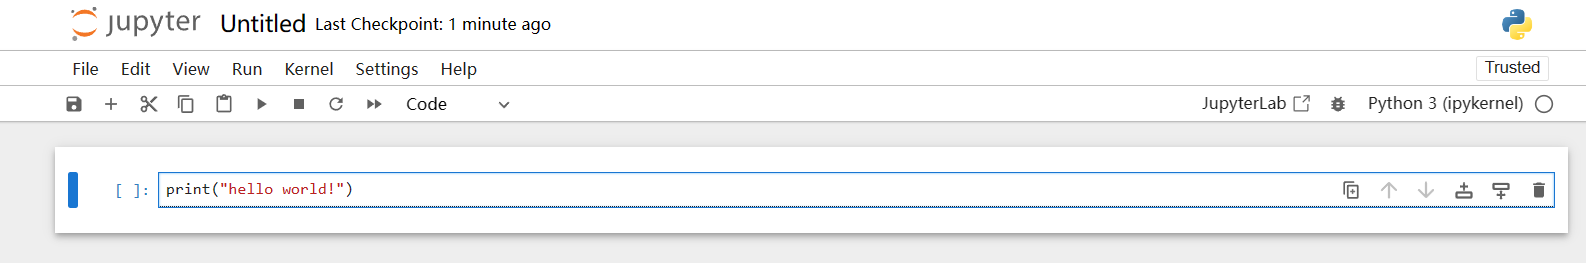 jupyter Untitled Last Checkpoint: 1 minute ago
File Edit View Run Kernel Settings Help Trusted
Code JupyterLab Python 3 (ipykernel)
[ ]: print("hello world!")